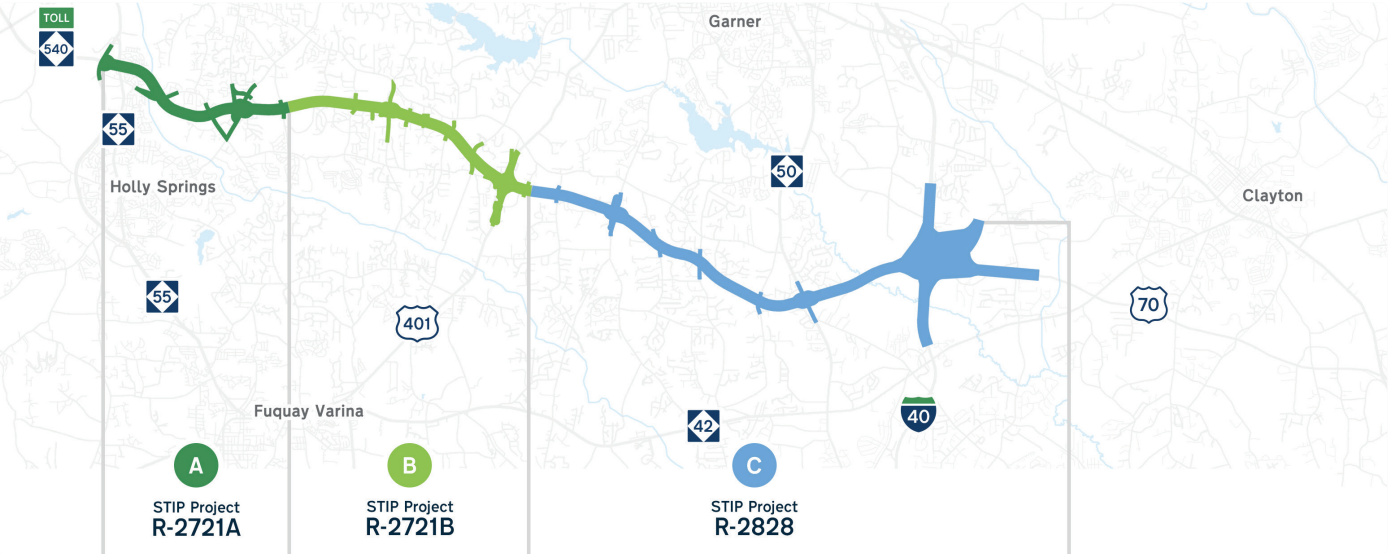 Garner
TOLL
540
55
50
Holly Springs
Clayton
55
70
401
Fuquay Varina
40
42
A
STIP Project
R-2721A
B
STIP Project
R-2721B
C
STIP Project
R-2828